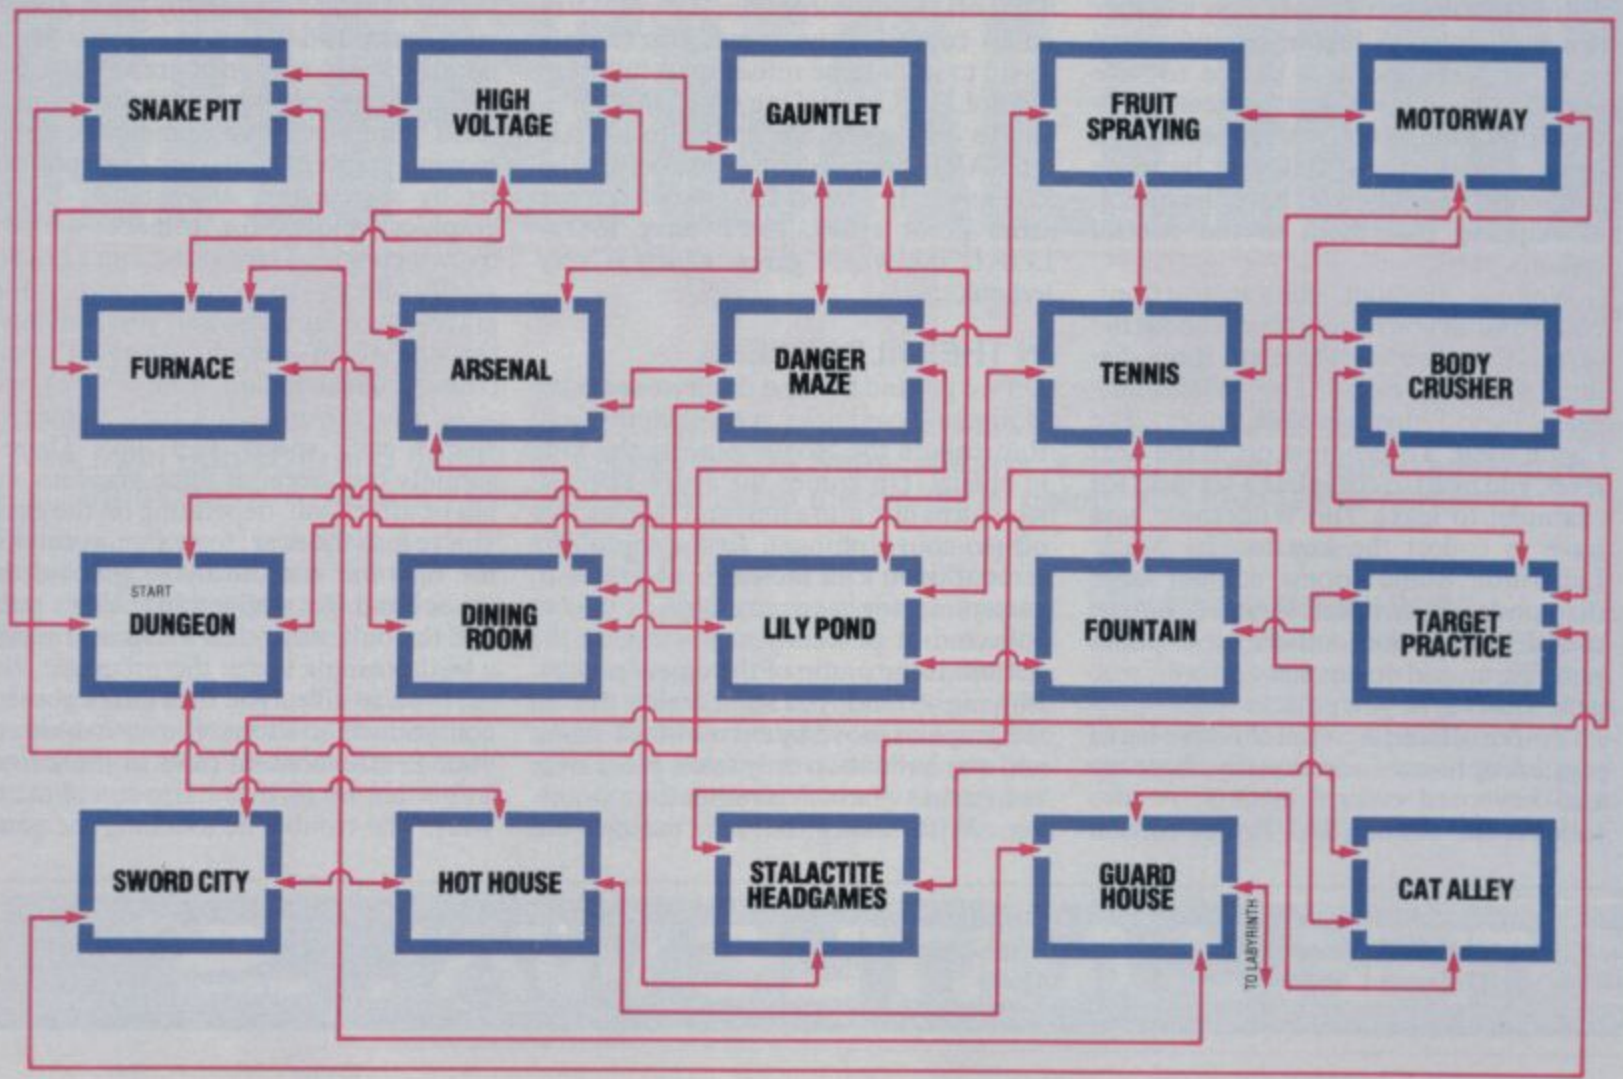 SNAKE PIT
HIGH
VOLTAGE
GAUNTLET
FRUIT
SPRAYING
MOTORWAY
FURNACE
ARSENAL
DANGER
MAZE
TENNIS
BODY
CRUSHER
START
DUNGEON
DINING
ROOM
LILY POND
FOUNTAIN
TARGET
PRACTICE
SWORD CITY
HOT HOUSE
STALACTITE
HEADGAMES
GUARD
HOUSE
TO LABYRINTH
CAT ALLEY